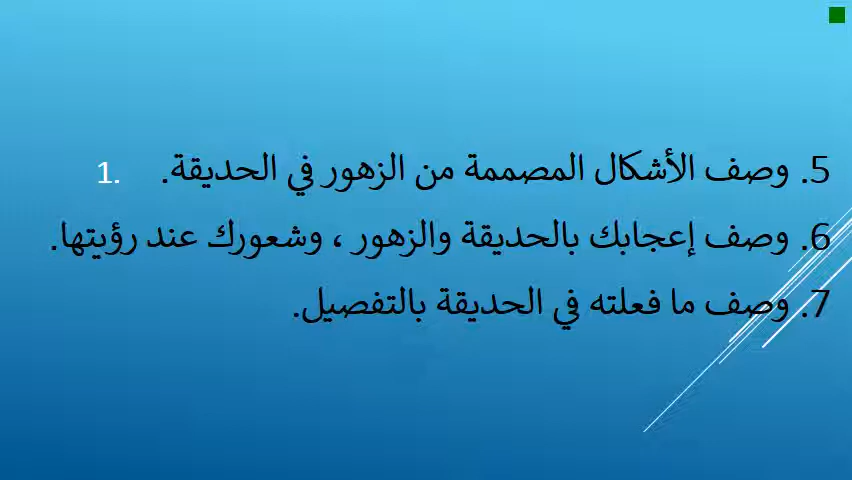 5. وصف الأشكال المصممة من الزهور في الحديقة. 1.
6. وصف إعجابك بالحديقة والزهور ، وشعورك عند رؤيتها.
7. وصف ما فعلته في الحديقة بالتفصيل.